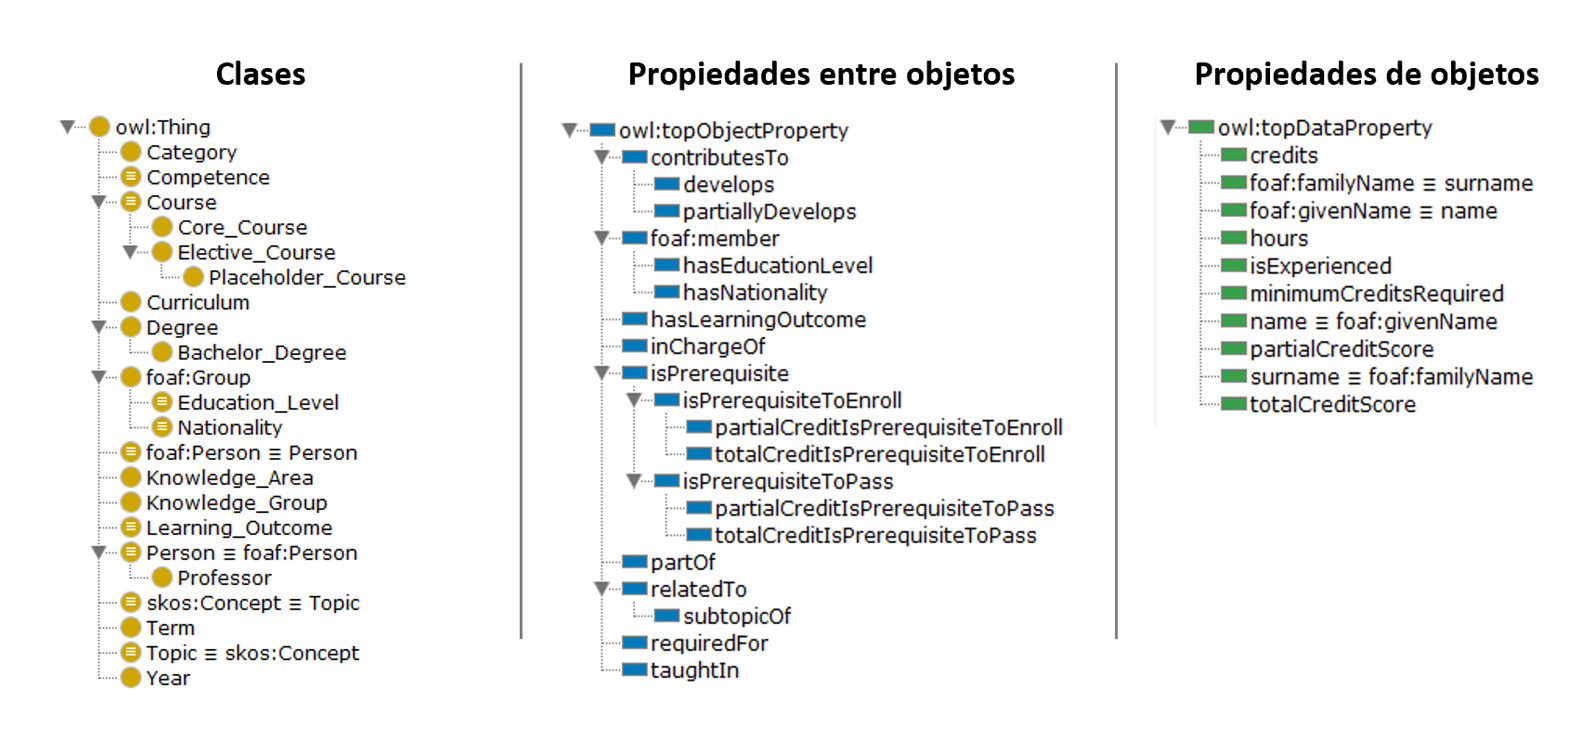 Clases
owl:Thing
Category
Competence
Course
Core_Course
Elective_Course
Placeholder_Course
Curriculum
Degree
Bachelor_Degree
foaf:Group
Education_Level
Nationality
foaf:Person ≡ Person
Knowledge_Area
Knowledge_Group
Learning_Outcome
Person ≡ foaf:Person
Professor
skos:Concept ≡ Topic
Term
Topic ≡ skos:Concept
Year
Propiedades entre objetos
owl:topObjectProperty
contributesTo
develops
partiallyDevelops
foaf:member
hasEducationLevel
hasNationality
hasLearningOutcome
inChargeOf
isPrerequisite
isPrerequisiteToEnroll
partialCreditIsPrerequisiteToEnroll
totalCreditIsPrerequisiteToEnroll
isPrerequisiteToPass
partialCreditIsPrerequisiteToPass
totalCreditIsPrerequisiteToPass
partOf
relatedTo
subtopicOf
requiredFor
taughtIn
Propiedades de objetos
owl:topDataProperty
credits
foaf:familyName ≡ surname
foaf:givenName ≡ name
hours
isExperienced
minimumCreditsRequired
name ≡ foaf:givenName
partialCreditScore
surname ≡ foaf:familyName
totalCreditScore